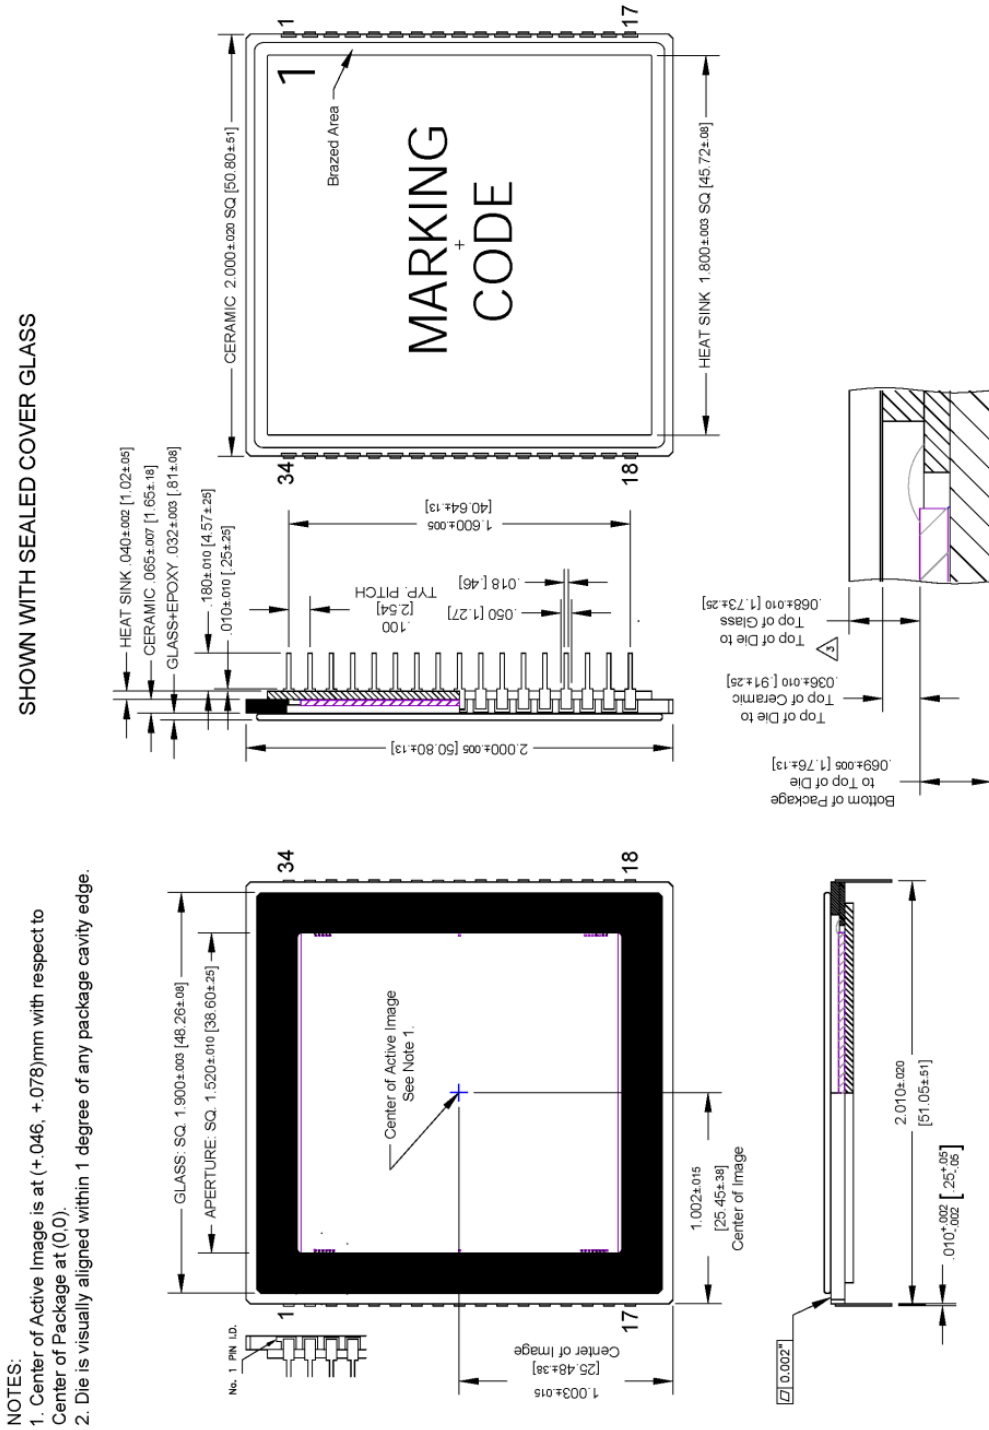 SHOWN WITH SEALED COVER GLASS
HEAT SINK .040±.002 [1.02±.05]
CERAMIC .065±.007 [1.65±.18]
GLASS+EPOXY .032±.003 [.81±.08]
.180±.010 [4.57±.25]
.010±.010 [.25±.25]
1.600±.005
[40.64±.13]
.100
[2.54]
TYP. PITCH
.018 [.46]
.050 [1.27]
2.000±.005 [50.80±.13]
CERAMIC 2.000±.020 SQ [50.80±.51]
1
17
34
18
1
Brazed Area
MARKING
+
CODE
HEAT SINK 1.800±.003 SQ [45.72±.08]
Top of Die to
Top of Glass
.068±.010 [1.73±.25]
3
Top of Die to
Top of Ceramic
.036±.010 [.91±.25]
Bottom of Package
to Top of Die
.069±.005 [1.76±.13]
NOTES:
1. Center of Active Image is at (+.046, +.078)mm with respect to
Center of Package at (0,0).
2. Die is visually aligned within 1 degree of any package cavity edge.
GLASS: SQ. 1.900±.003 [48.26±.08]
APERTURE: SQ. 1.520±.010 [38.60±.25]
1
34
17
18
Center of Active Image
See Note 1.
No. 1 PIN I.D.
1.002±.015
[25.45±.38]
Center of Image
1.003±.015
[25.48±.38]
Center of Image
2.010±.020
[51.05±.51]
.010+.002-.002 [.25+.05-.05]
0.002"